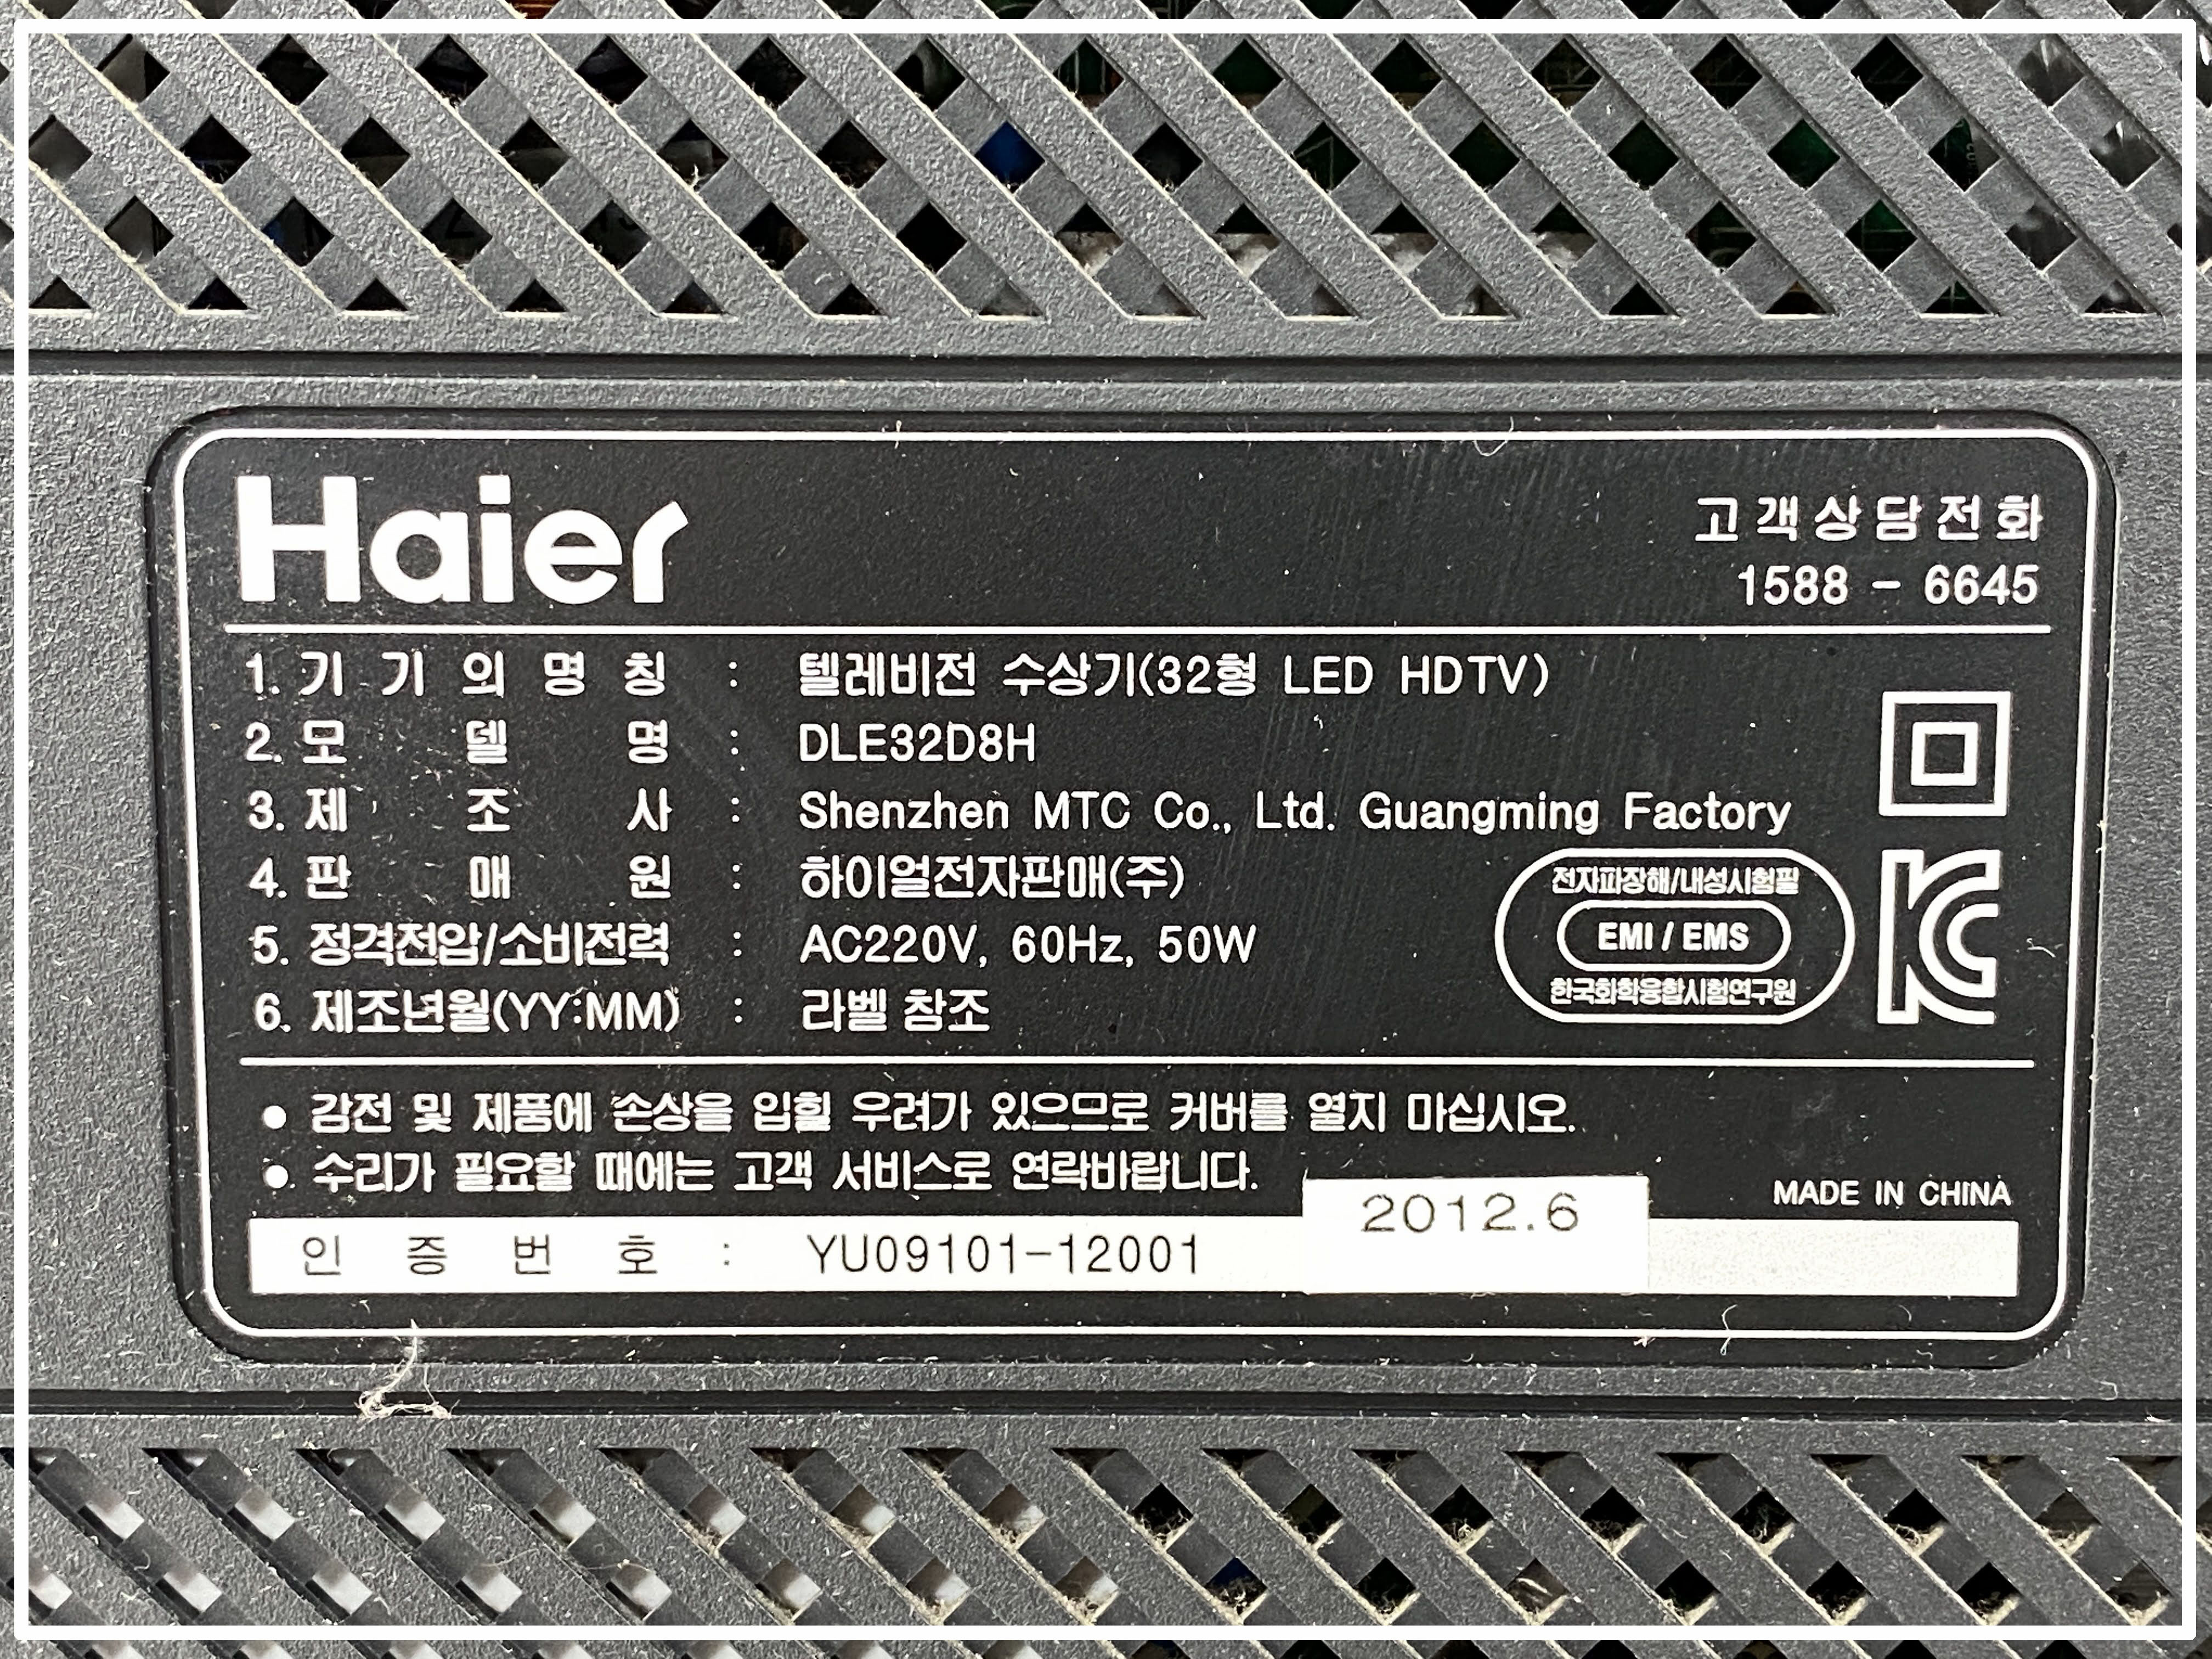 Haier
고객상담전화
1588 - 6645
1. 기기의명칭 : 텔레비전 수상기(32형 LED HDTV)
2. 모델명 : DLE32D8H
3. 제조사 : Shenzhen MTC Co., Ltd. Guangming Factory
4. 판매원 : 하이얼전자판매(주)
5. 정격전압/소비전력 : AC220V, 60Hz, 50W
6. 제조년월(YY:MM) : 라벨 참조
전자파장해/내성시험필
EMI / EMS
한국화학융합시험연구원
● 감전 및 제품에 손상을 입힐 우려가 있으므로 커버를 열지 마십시오.
● 수리가 필요할 때에는 고객 서비스로 연락바랍니다.
MADE IN CHINA
2012.6
인증번호 : YU09101-12001